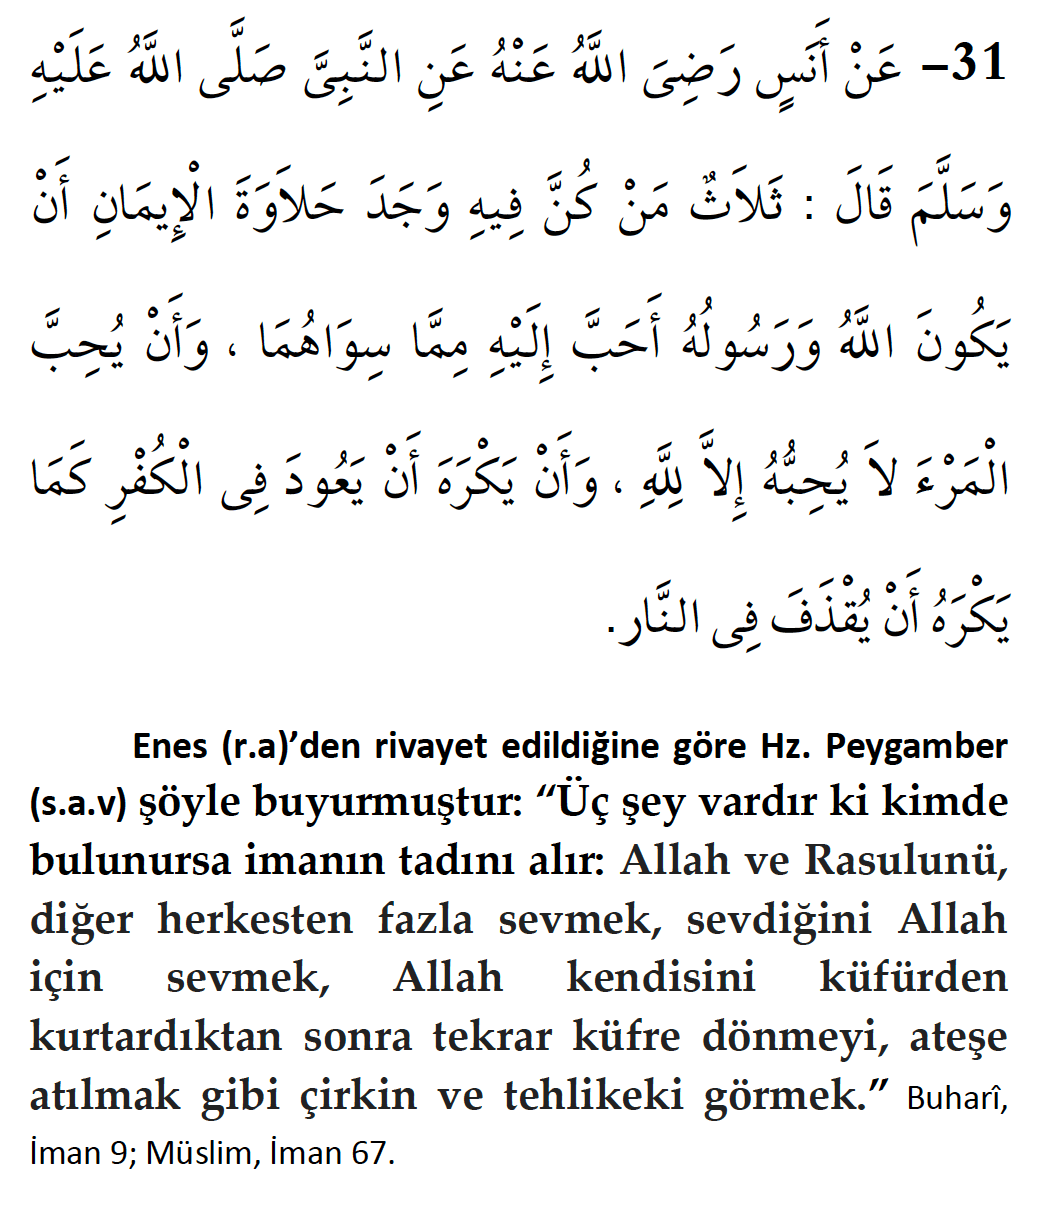 31- عَنْ أَنَسٍ رَضِىَ اللَّهُ عَنْهُ عَنِ النَّبِىَّ صَلَّى اللَّهُ عَلَيْهِ
وَسَلَّمَ قَالَ : ثَلاَثٌ مَنْ كُنَّ فِيهِ وَجَدَ حَلاَوَةَ الْإِيمَانِ أَنْ
يَكُونَ اللَّهُ وَرَسُولُهُ أَحَبَّ إِلَيْهِ مِمَّا سِوَاهُمَا ، وَأَنْ يُحِبَّ
الْمَرْءَ لاَ يُحِبُّهُ إِلاَّ لِلَّهِ ، وَأَنْ يَكْرَهَ أَنْ يَعُودَ فِى الْكُفْرِ كَمَا
يَكْرَهُ أَنْ يُقْذَفَ فِى النَّار.
Enes (r.a)’den rivayet edildiğine göre Hz. Peygamber
(s.a.v) şöyle buyurmuştur: “Üç şey vardır ki kimde
bulunursa imanın tadını alır: Allah ve Rasulunü,
diğer herkesten fazla sevmek, sevdiğini Allah
için sevmek, Allah kendisini küfürden
kurtardıktan sonra tekrar küfre dönmeyi, ateşe
atılmak gibi çirkin ve tehlikeki görmek.” Buharî,
İman 9; Müslim, İman 67.